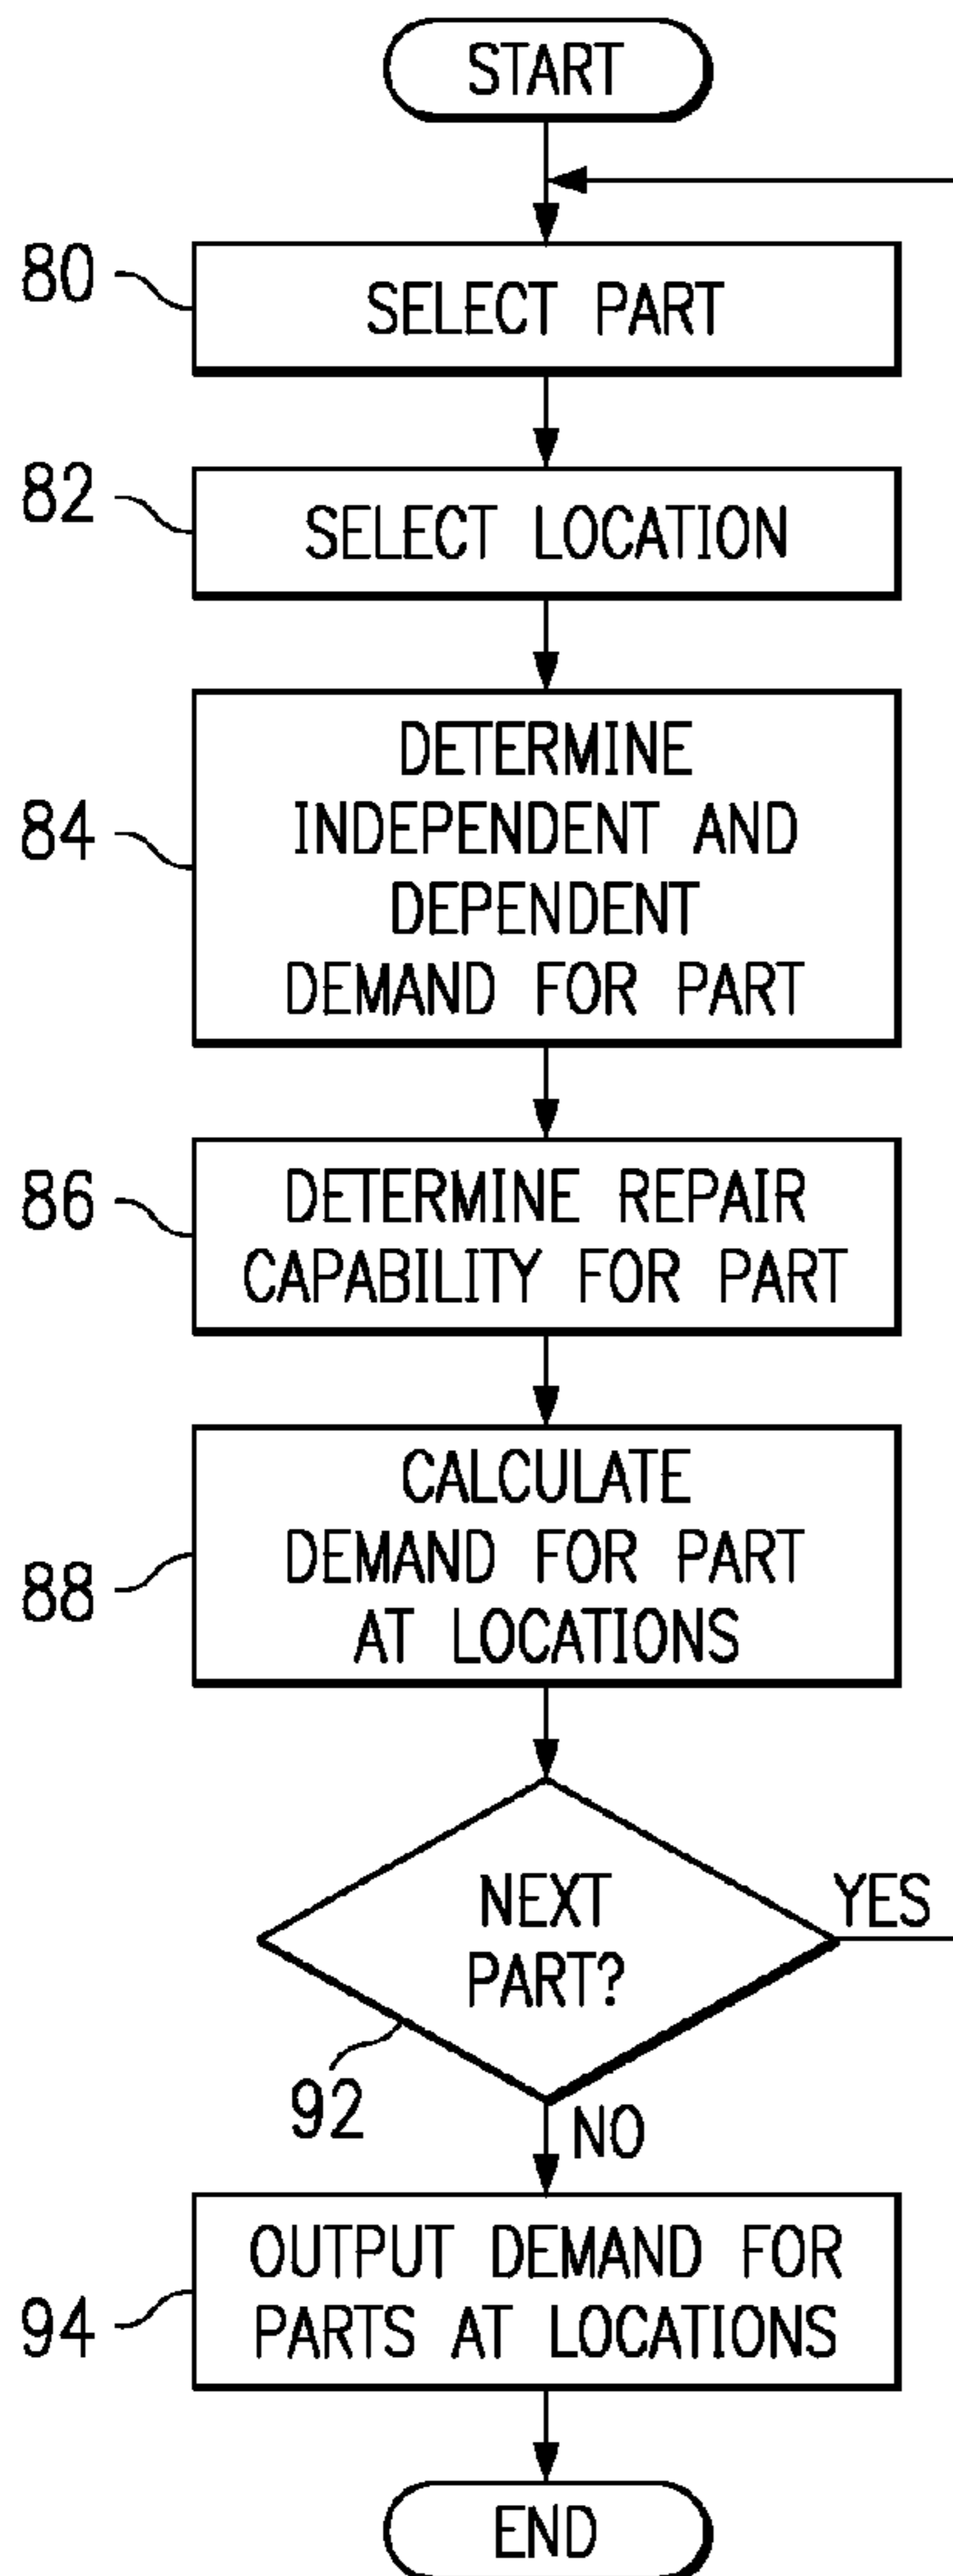 START
80
SELECT PART
82
SELECT LOCATION
84
DETERMINE
INDEPENDENT AND
DEPENDENT
DEMAND FOR PART
86
DETERMINE REPAIR
CAPABILITY FOR PART
88
CALCULATE
DEMAND FOR PART
AT LOCATIONS
NEXT
PART?
YES
92
NO
94
OUTPUT DEMAND FOR
PARTS AT LOCATIONS
END